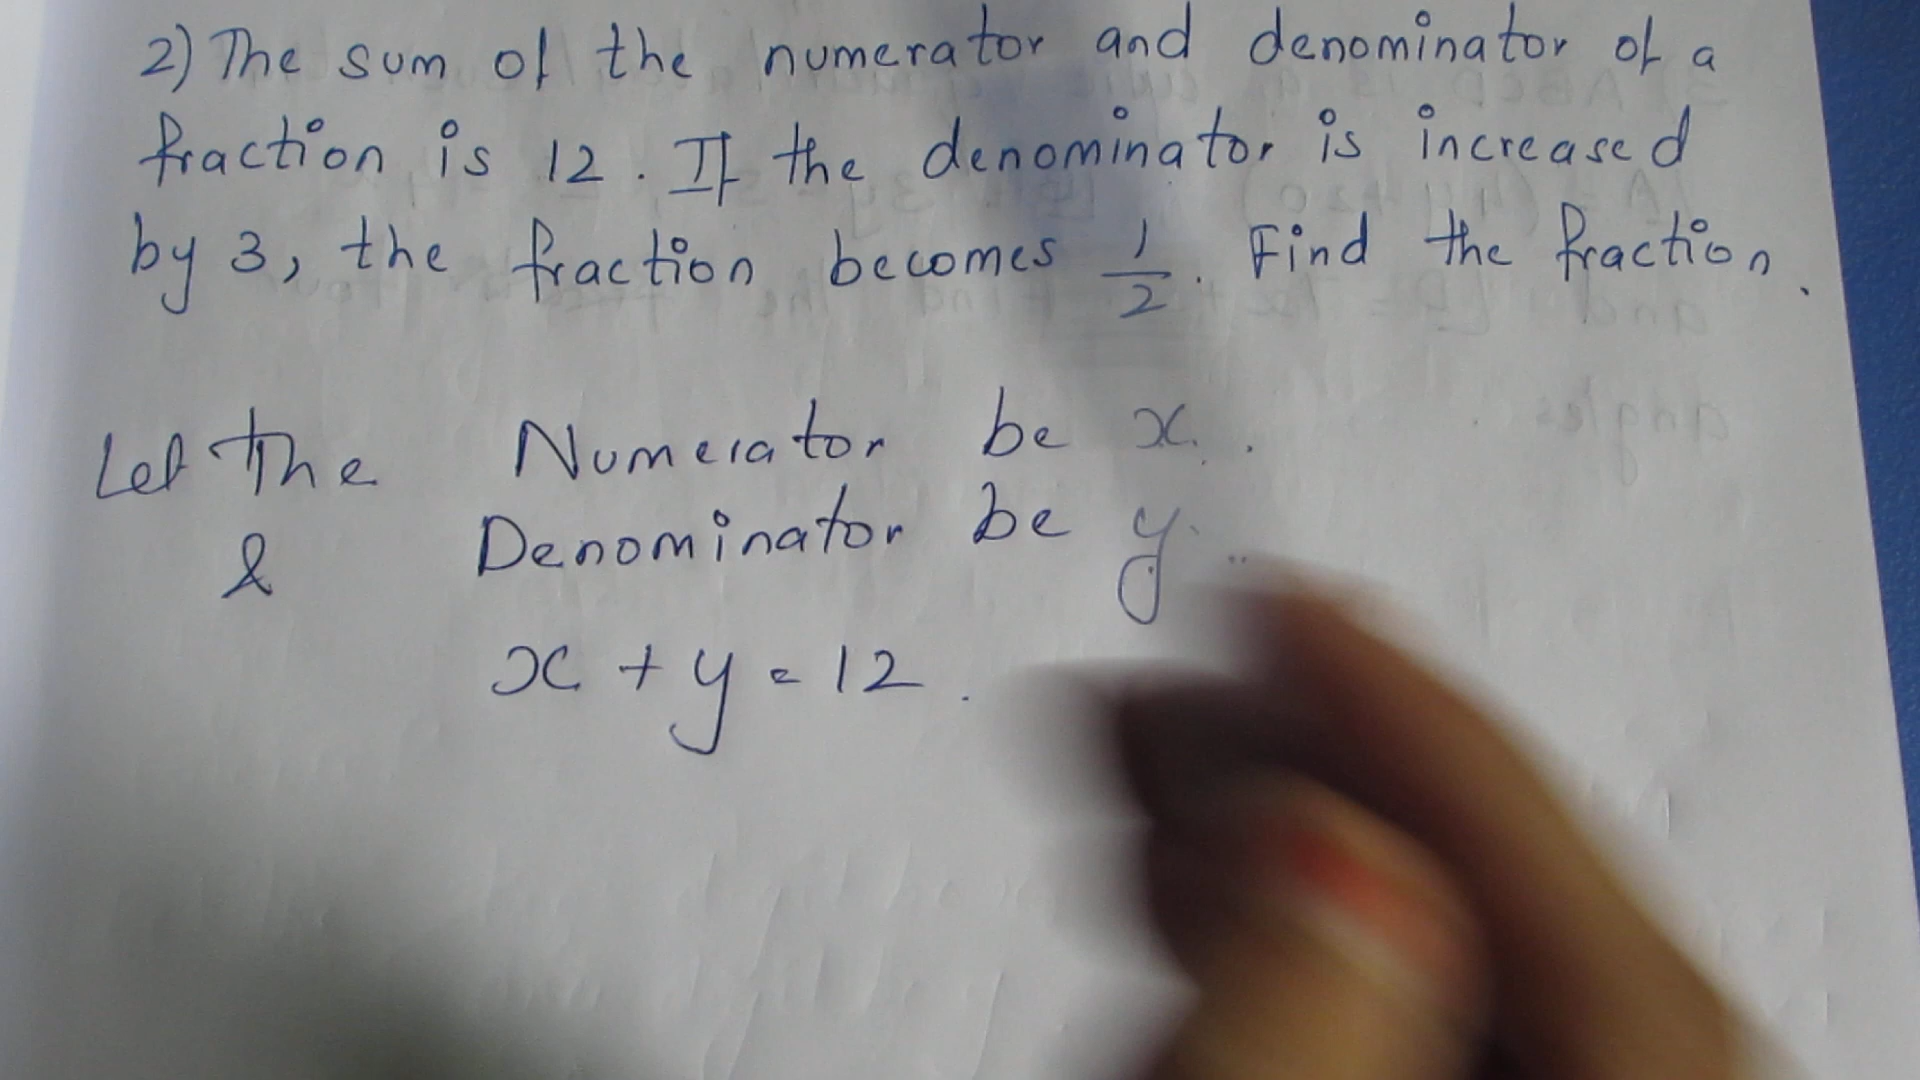 2) The sum of the numerator and denominator of a
fraction is 12. If the denominator is increased
by 3, the fraction becomes 1/2. Find the fraction.
Let The Numerator be x.
& Denominator be y.
x + y = 12.